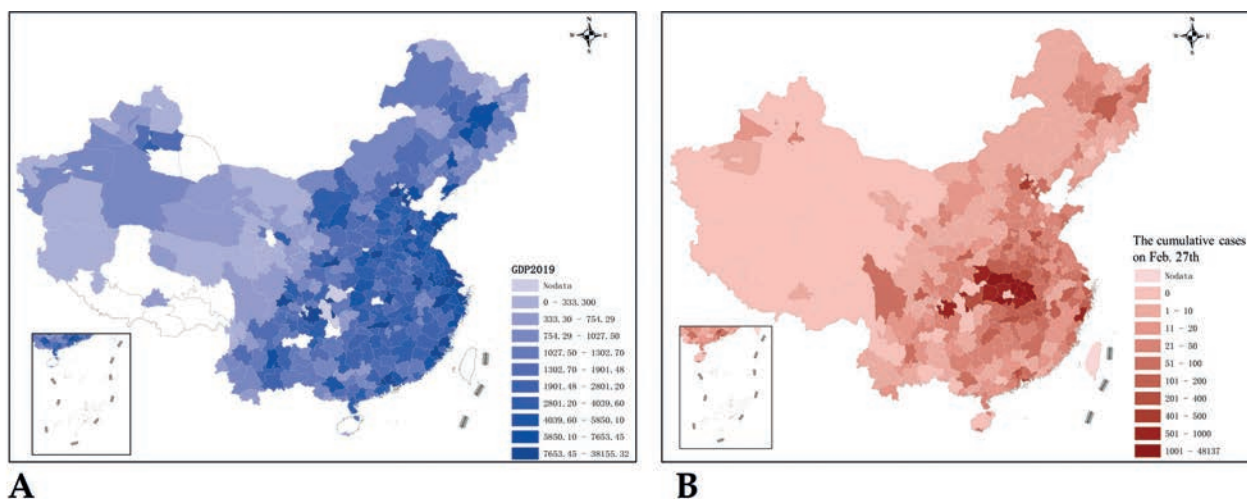 N
W E
S
GDP2019
Nodata
0 - 333.300
333.30 - 754.29
754.29 - 1027.50
1027.50 - 1302.70
1302.70 - 1901.48
1901.48 - 2801.20
2801.20 - 4039.60
4039.60 - 5850.10
5850.10 - 7653.45
7653.45 - 38155.32
A
N
W E
S
The cumulative cases
on Feb. 27th
Nodata
0
1 - 10
11 - 20
21 - 50
51 - 100
101 - 200
201 - 400
401 - 500
501 - 1000
1001 - 48137
B